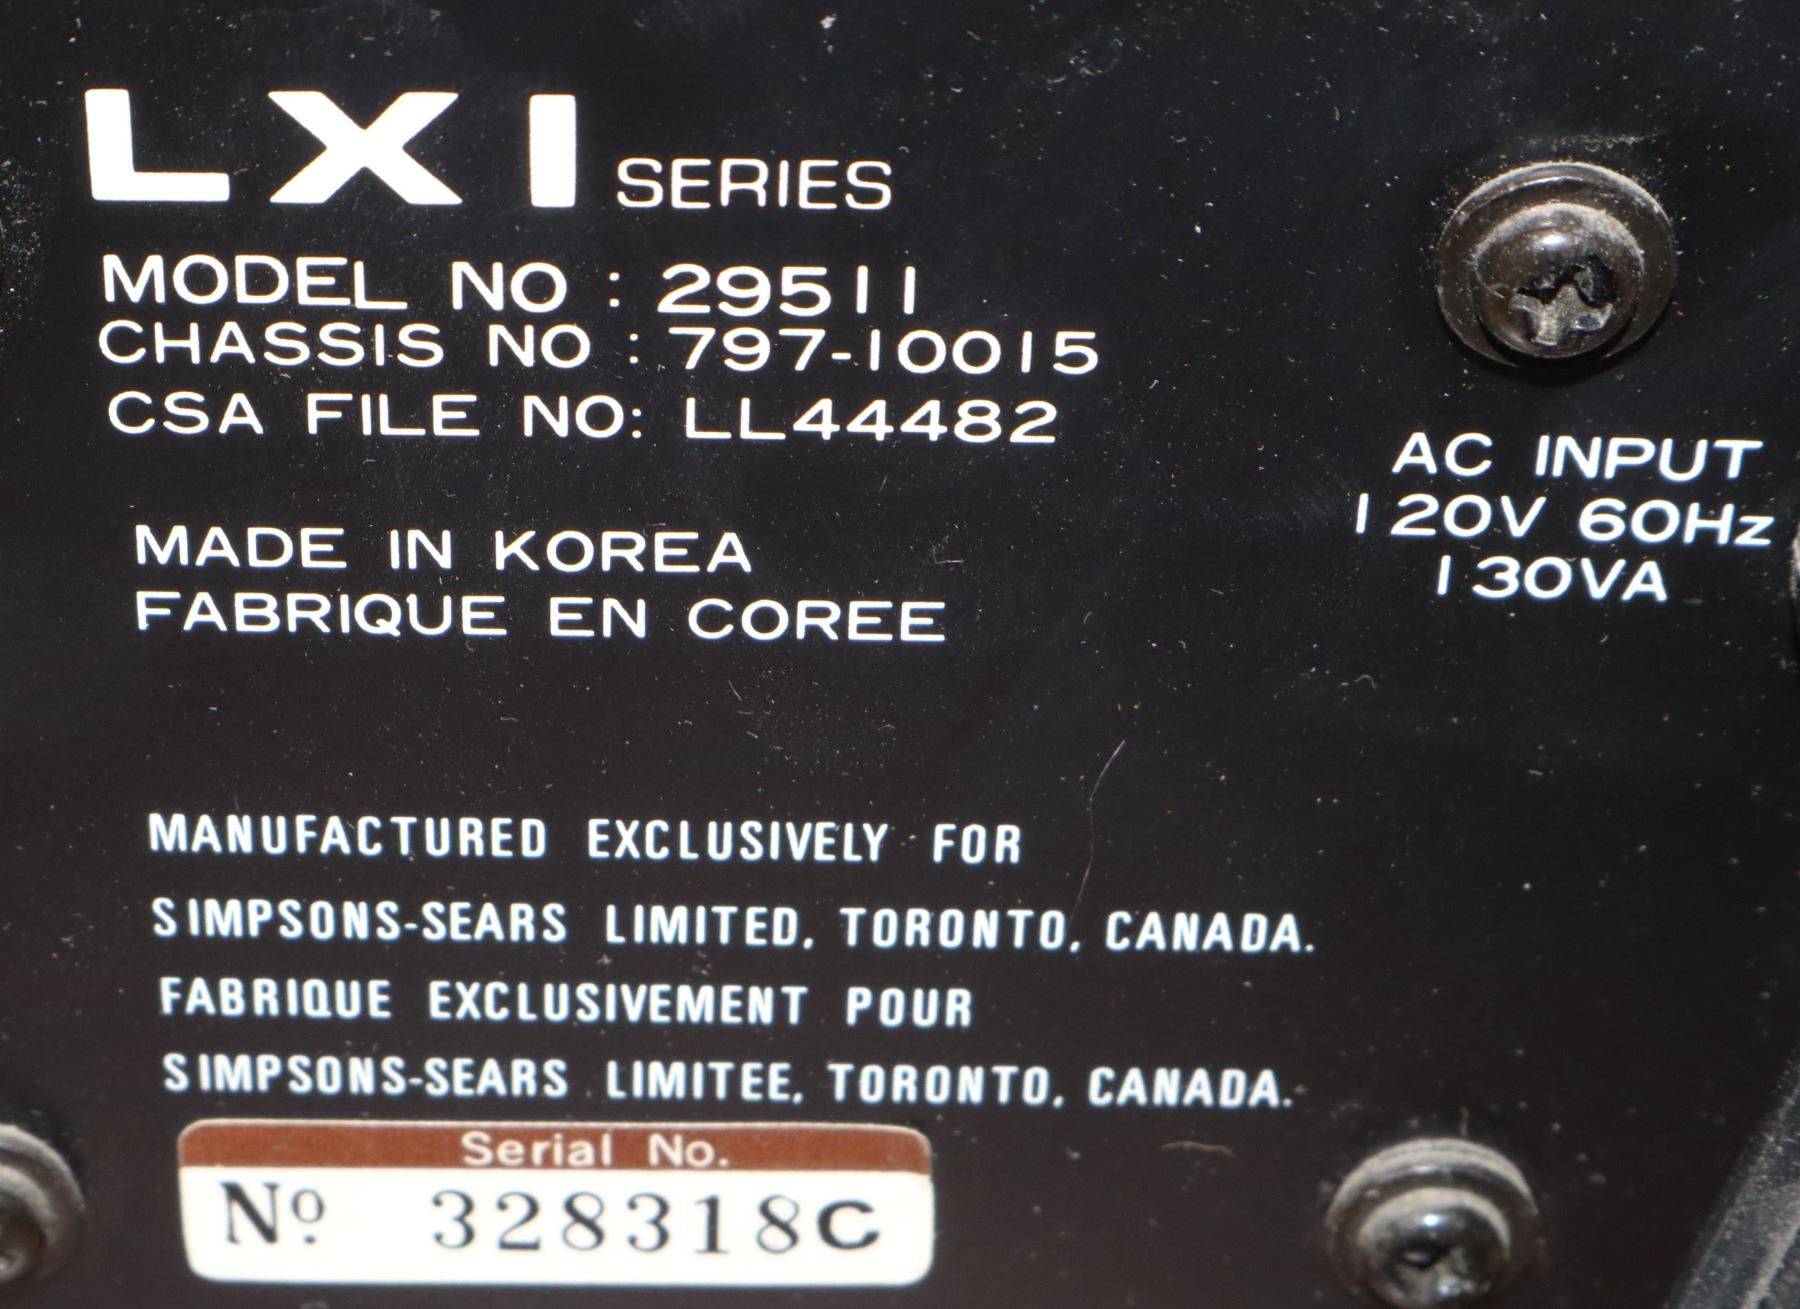 LXI SERIES
MODEL NO : 29511
CHASSIS NO : 797-10015
CSA FILE NO: LL44482
AC INPUT
120V 60Hz
130VA
MADE IN KOREA
FABRIQUE EN COREE
MANUFACTURED EXCLUSIVELY FOR
SIMPSONS-SEARS LIMITED, TORONTO, CANADA.
FABRIQUE EXCLUSIVEMENT POUR
SIMPSONS-SEARS LIMITEE, TORONTO, CANADA.
Serial No.
Nº 328318C